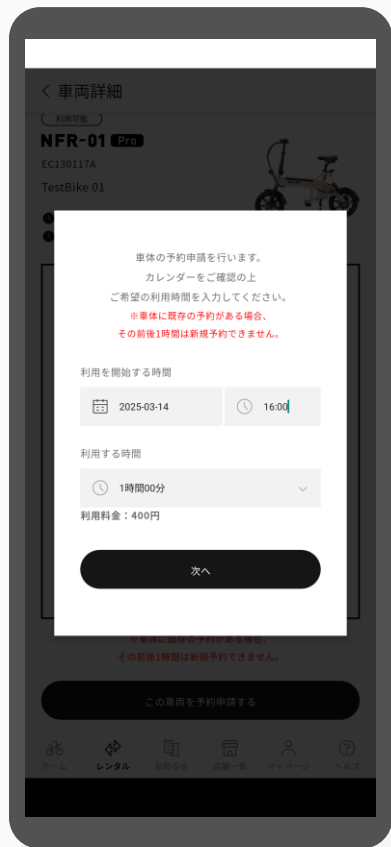 車両詳細
利用可能
NFR-01 Pro
EC130117A
TestBike 01
車体の予約申請を行います。
カレンダーをご確認の上
ご希望の利用時間を入力してください。
※車体に既存の予約がある場合、
その前後1時間は新規予約できません。
利用を開始する時間
2025-03-14 16:00
利用する時間
1時間00分
利用料金：400円
次へ
※車体に既存の予約がある場合、
その前後1時間は新規予約できません。
この車両を予約申請する
ホーム レンタル お知らせ 店舗一覧 マイページ ヘルプ